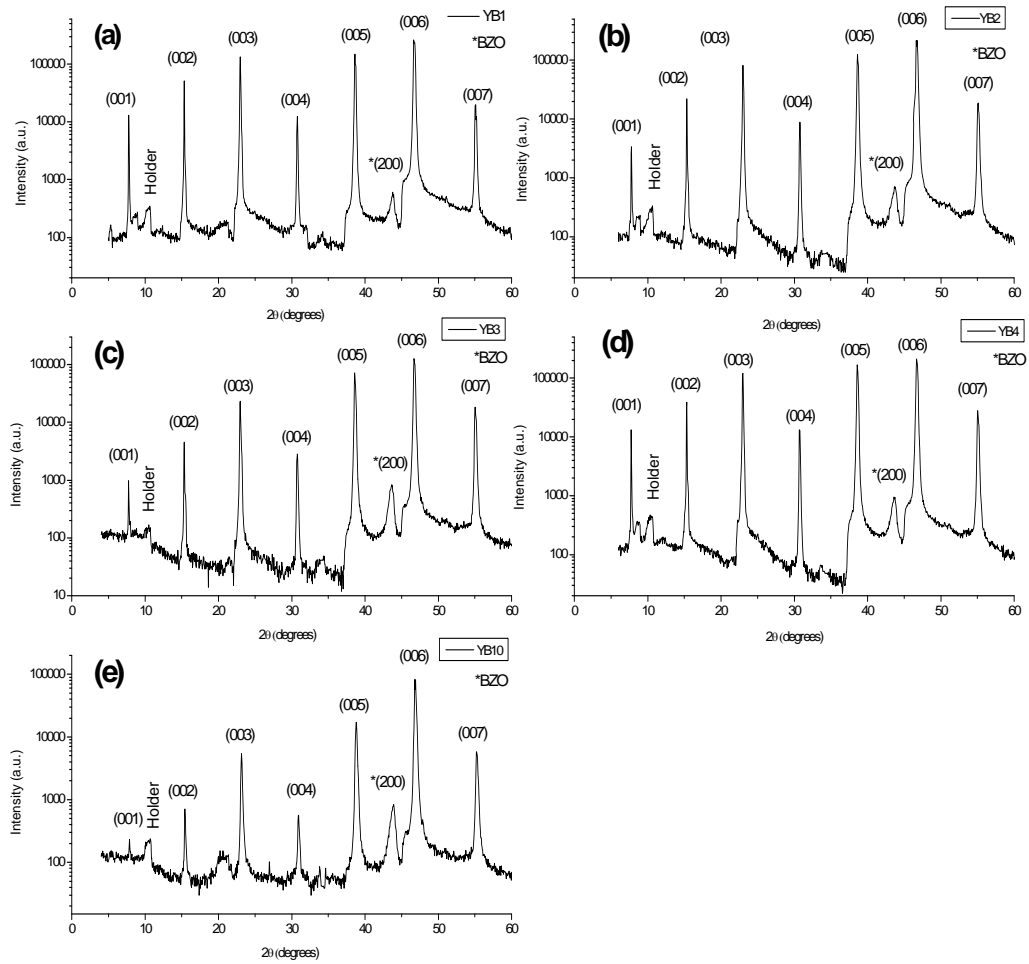 (a)
YB1
*BZO
(001)
Holder
(002)
(003)
(004)
(005)
*(200)
(006)
(007)
Intensity (a.u.)
100000
10000
1000
100
0 10 20 30 40 50 60
2θ (degrees)
(b)
YB2
*BZO
(001)
Holder
(002)
(003)
(004)
(005)
*(200)
(006)
(007)
Intensity (a.u.)
100000
10000
1000
100
0 10 20 30 40 50 60
2θ (degrees)
(c)
YB3
*BZO
(001)
Holder
(002)
(003)
(004)
(005)
*(200)
(006)
(007)
Intensity (a.u.)
100000
10000
1000
100
10
0 10 20 30 40 50 60
2θ (degrees)
(d)
YB4
*BZO
(001)
Holder
(002)
(003)
(004)
(005)
*(200)
(006)
(007)
Intensity (a.u.)
100000
10000
1000
100
0 10 20 30 40 50 60
2θ (degrees)
(e)
YB10
*BZO
(001)
Holder
(002)
(003)
(004)
(005)
*(200)
(006)
(007)
Intensity (a.u.)
100000
10000
1000
100
0 10 20 30 40 50 60
2θ (degrees)